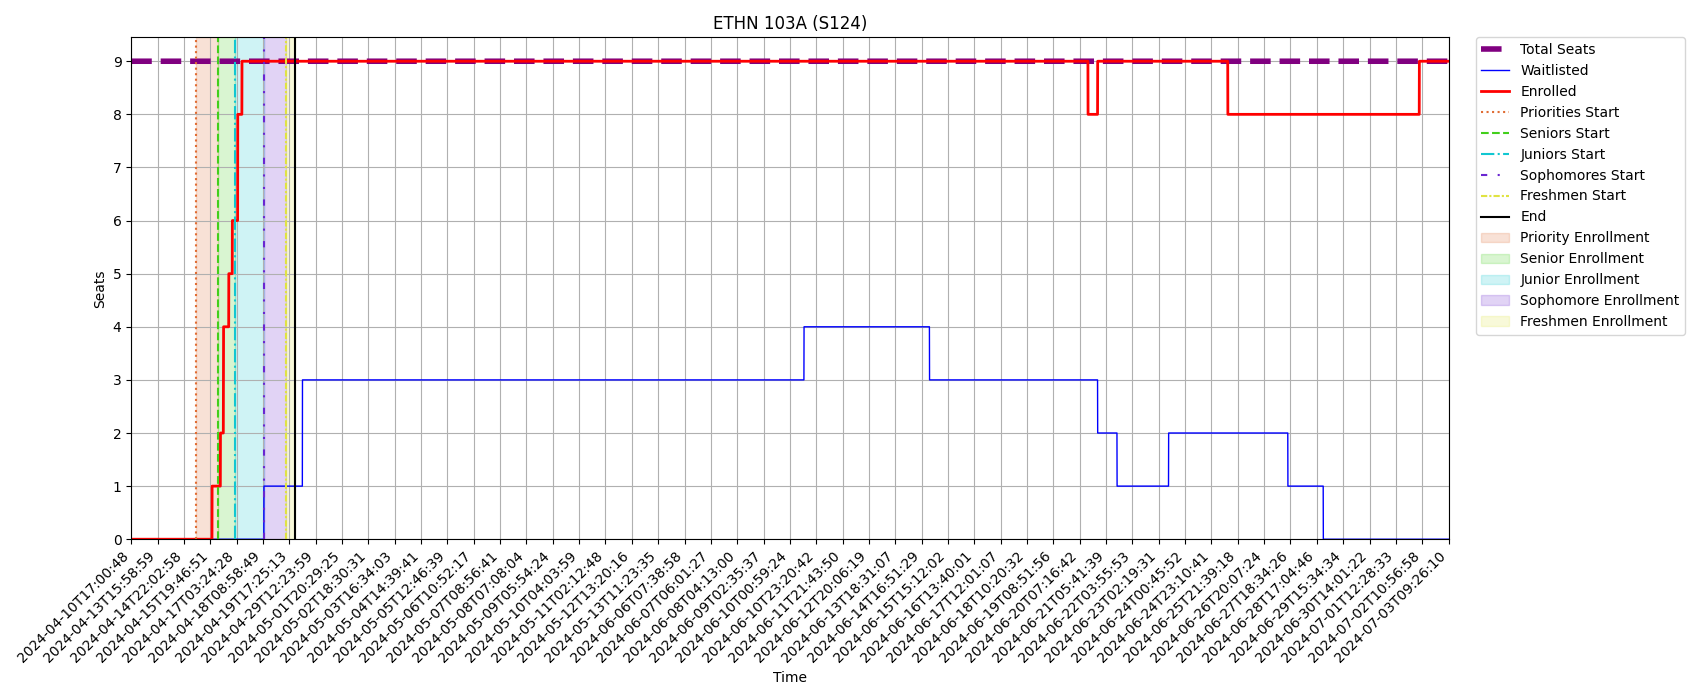 ETHN 103A (S124)
Seats
9
8
7
6
5
4
3
2
1
0
2024-04-10T17:00:48
2024-04-13T15:58:59
2024-04-14T22:02:58
2024-04-15T19:46:51
2024-04-17T03:24:28
2024-04-18T08:58:49
2024-04-19T17:25:13
2024-04-29T12:23:59
2024-05-01T20:29:25
2024-05-02T18:30:31
2024-05-03T16:34:03
2024-05-04T14:39:41
2024-05-05T12:46:39
2024-05-06T10:52:17
2024-05-07T08:56:41
2024-05-08T07:08:04
2024-05-09T05:54:24
2024-05-10T04:03:59
2024-05-11T02:12:48
2024-05-12T13:20:16
2024-05-13T11:23:35
2024-06-06T07:38:58
2024-06-07T06:01:27
2024-06-08T04:13:00
2024-06-09T02:35:37
2024-06-10T00:59:24
2024-06-10T23:20:42
2024-06-11T21:43:50
2024-06-12T20:06:19
2024-06-13T18:31:07
2024-06-14T16:51:29
2024-06-15T15:12:02
2024-06-16T13:40:01
2024-06-17T12:01:07
2024-06-18T10:20:32
2024-06-19T08:51:56
2024-06-20T07:16:42
2024-06-21T05:41:39
2024-06-22T03:55:53
2024-06-23T02:19:31
2024-06-24T00:45:52
2024-06-24T23:10:41
2024-06-25T21:39:18
2024-06-26T20:07:24
2024-06-27T18:34:26
2024-06-28T17:04:46
2024-06-29T15:34:34
2024-06-30T14:01:22
2024-07-01T12:28:33
2024-07-02T10:56:58
2024-07-03T09:26:10
Time
Total Seats
Waitlisted
Enrolled
Priorities Start
Seniors Start
Juniors Start
Sophomores Start
Freshmen Start
End
Priority Enrollment
Senior Enrollment
Junior Enrollment
Sophomore Enrollment
Freshmen Enrollment